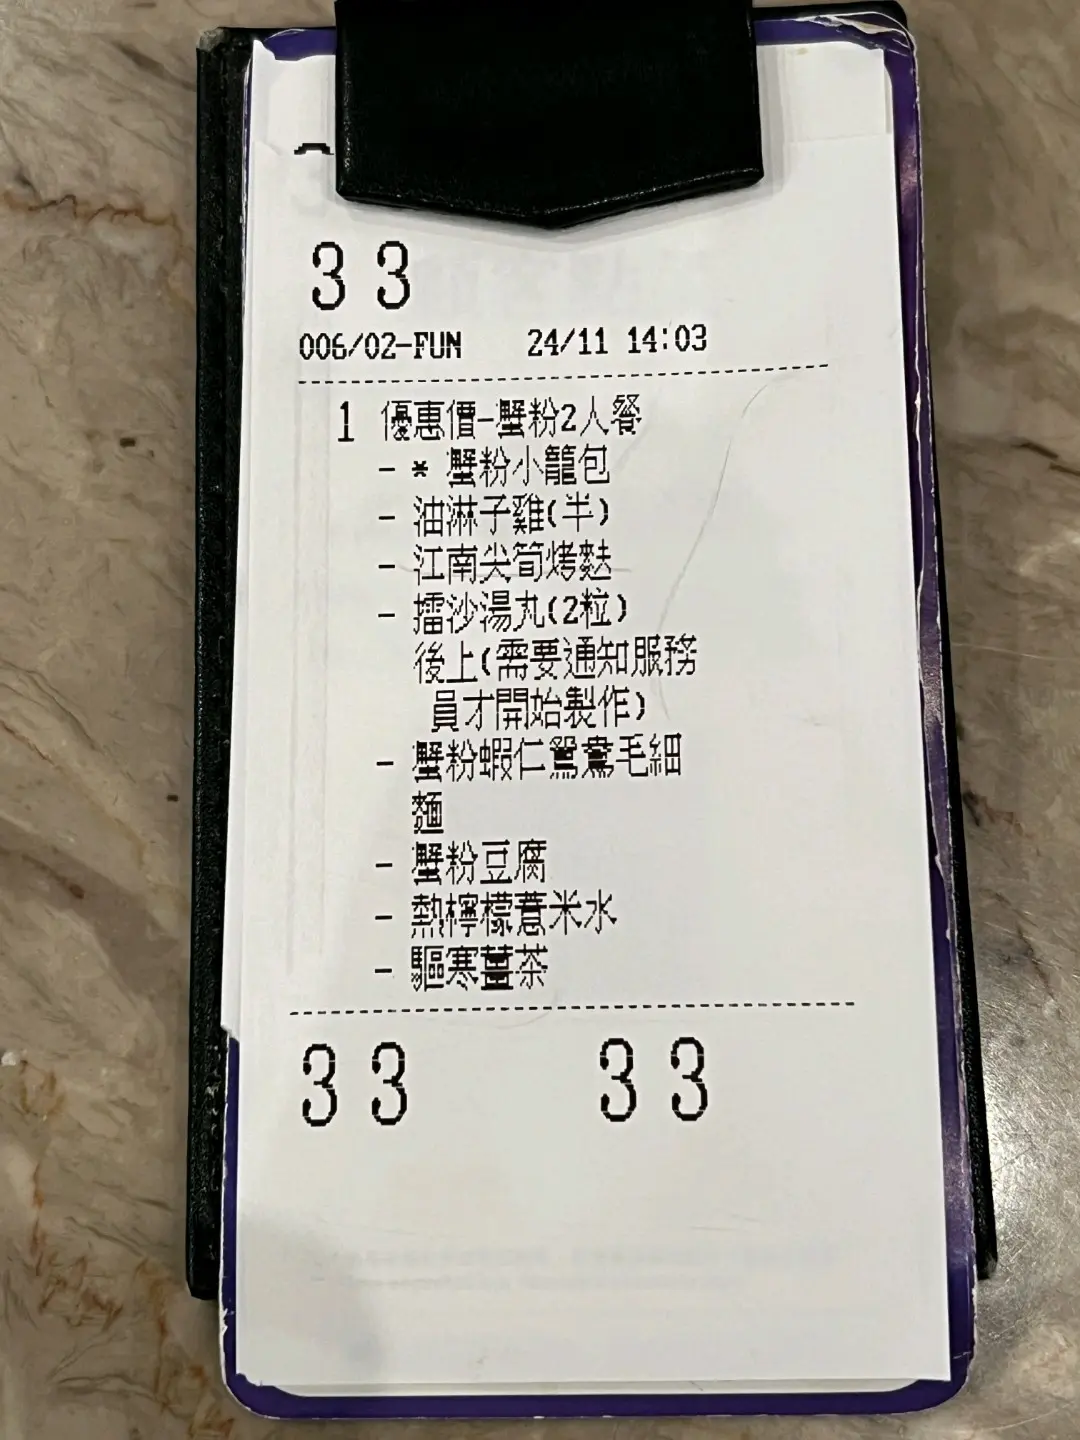 33
006/02-FUN 24/11 14:03
1 優惠價-蟹粉2人餐
- * 蟹粉小籠包
- 油淋子雞(半)
- 江南尖筍烤麩
- 擂沙湯丸(2粒)
後上(需要通知服務
員才開始製作)
- 蟹粉蝦仁鴛鴦毛細
麵
- 蟹粉豆腐
- 熱檸檬薏米水
- 驅寒薑茶
33 33